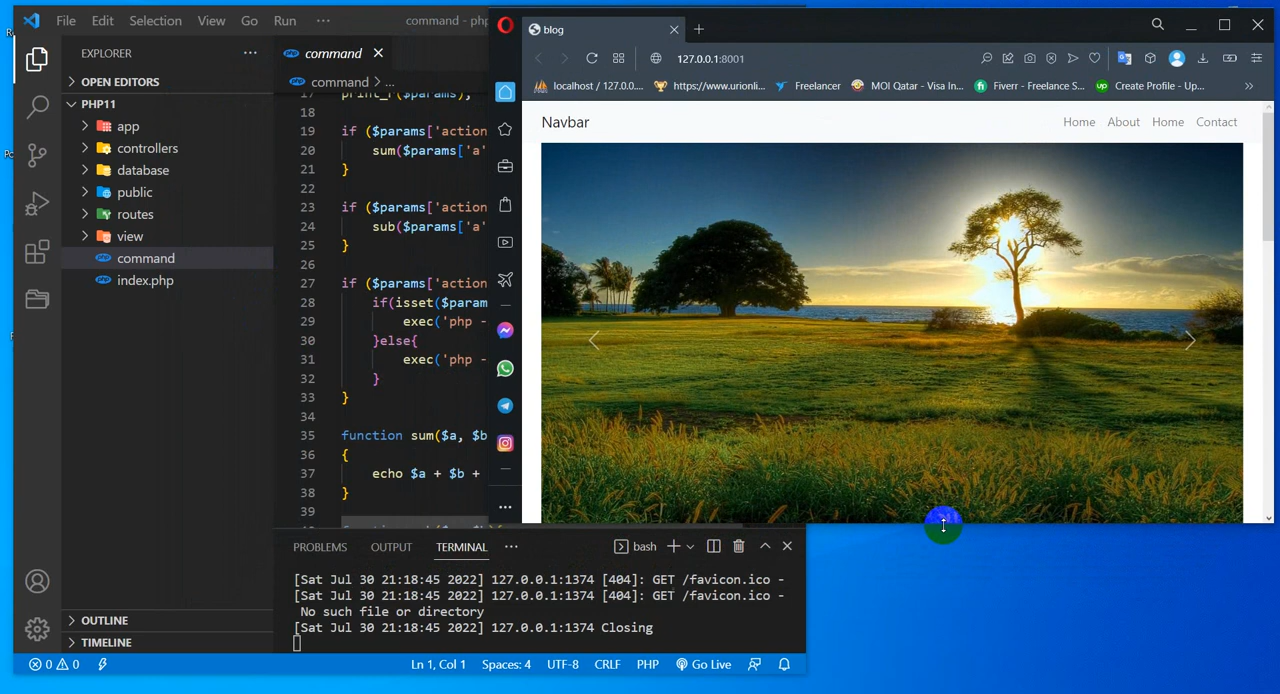 File Edit Selection View Go Run ··· command - php
EXPLORER ···
OPEN EDITORS
PHP11
app
controllers
database
public
routes
view
command
index.php
OUTLINE
TIMELINE
command
command > ...
17 print_r($params);
18
19 if ($params['action
20 sum($params['a'
21 }
22
23 if ($params['action
24 sub($params['a'
25 }
26
27 if ($params['action
28 if(isset($param
29 exec('php -
30 }else{
31 exec('php -
32 }
33 }
34
35 function sum($a, $b
36 {
37 echo $a + $b +
38 }
39
PROBLEMS OUTPUT TERMINAL ··· bash
[Sat Jul 30 21:18:45 2022] 127.0.0.1:1374 [404]: GET /favicon.ico -
[Sat Jul 30 21:18:45 2022] 127.0.0.1:1374 [404]: GET /favicon.ico -
No such file or directory
[Sat Jul 30 21:18:45 2022] 127.0.0.1:1374 Closing
0 0 Ln 1, Col 1 Spaces: 4 UTF-8 CRLF PHP Go Live
blog
127.0.0.1:8001
localhost / 127.0.0.... https://www.urionli... Freelancer MOI Qatar - Visa In... Fiverr - Freelance S... Create Profile - Up...
Navbar Home About Home Contact